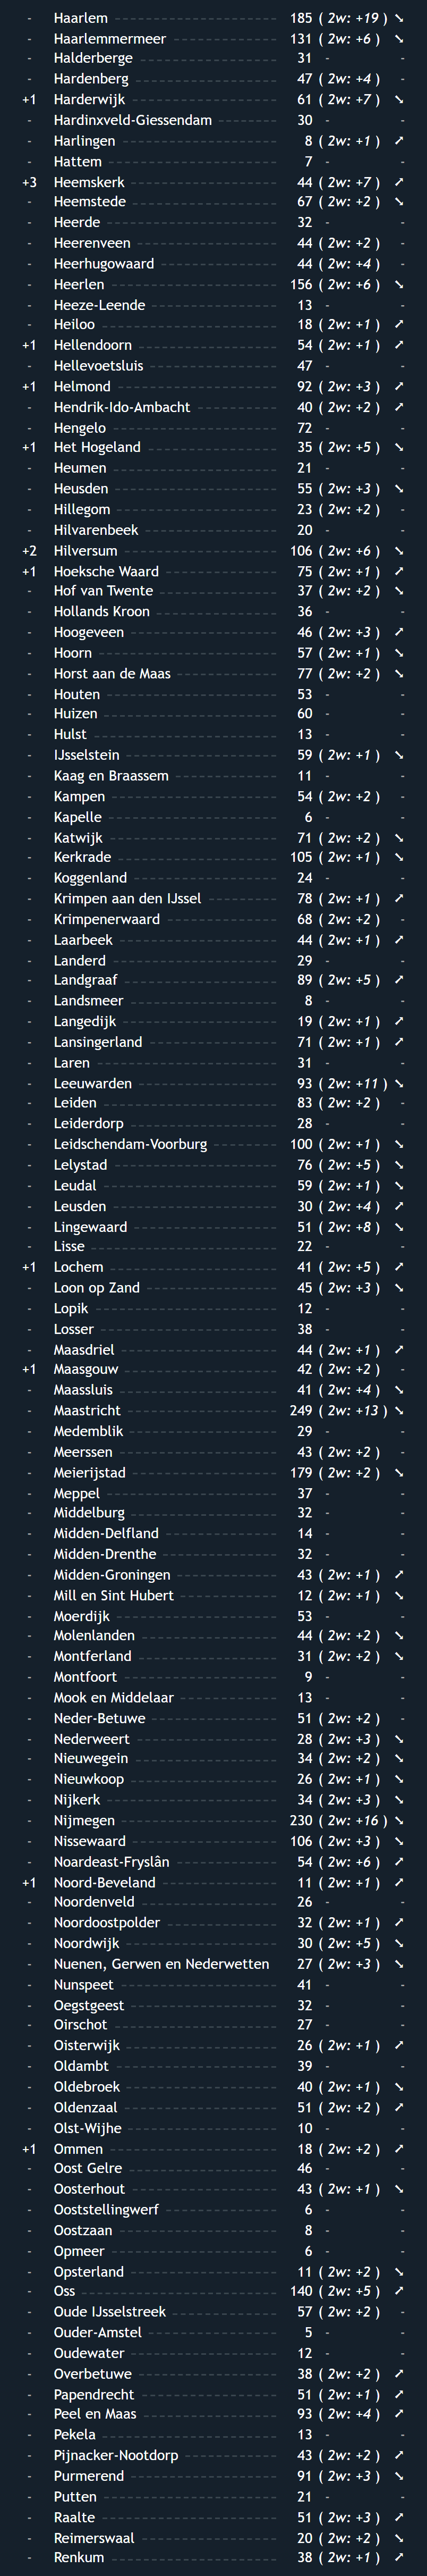 - Haarlem 185 ( 2w: +19 ) ➘
- Haarlemmermeer 131 ( 2w: +6 ) ➘
- Halderberge 31 - -
- Hardenberg 47 ( 2w: +4 ) -
+1 Harderwijk 61 ( 2w: +7 ) ➘
- Hardinxveld-Giessendam 30 - -
- Harlingen 8 ( 2w: +1 ) ➚
- Hattem 7 - -
+3 Heemskerk 44 ( 2w: +7 ) ➚
- Heemstede 67 ( 2w: +2 ) ➘
- Heerde 32 - -
- Heerenveen 44 ( 2w: +2 ) -
- Heerhugowaard 44 ( 2w: +4 ) -
- Heerlen 156 ( 2w: +6 ) ➘
- Heeze-Leende 13 - -
- Heiloo 18 ( 2w: +1 ) ➚
+1 Hellendoorn 54 ( 2w: +1 ) ➚
- Hellevoetsluis 47 - -
+1 Helmond 92 ( 2w: +3 ) ➚
- Hendrik-Ido-Ambacht 40 ( 2w: +2 ) ➚
- Hengelo 72 - -
+1 Het Hogeland 35 ( 2w: +5 ) ➘
- Heumen 21 - -
- Heusden 55 ( 2w: +3 ) ➘
- Hillegom 23 ( 2w: +2 ) -
- Hilvarenbeek 20 - -
+2 Hilversum 106 ( 2w: +6 ) ➘
+1 Hoeksche Waard 75 ( 2w: +1 ) ➚
- Hof van Twente 37 ( 2w: +2 ) ➘
- Hollands Kroon 36 - -
- Hoogeveen 46 ( 2w: +3 ) ➚
- Hoorn 57 ( 2w: +1 ) ➘
- Horst aan de Maas 77 ( 2w: +2 ) ➘
- Houten 53 - -
- Huizen 60 - -
- Hulst 13 - -
- IJsselstein 59 ( 2w: +1 ) ➘
- Kaag en Braassem 11 - -
- Kampen 54 ( 2w: +2 ) -
- Kapelle 6 - -
- Katwijk 71 ( 2w: +2 ) ➘
- Kerkrade 105 ( 2w: +1 ) ➘
- Koggenland 24 - -
- Krimpen aan den IJssel 78 ( 2w: +1 ) ➚
- Krimpenerwaard 68 ( 2w: +2 ) -
- Laarbeek 44 ( 2w: +1 ) ➚
- Landerd 29 - -
- Landgraaf 89 ( 2w: +5 ) ➚
- Landsmeer 8 - -
- Langedijk 19 ( 2w: +1 ) ➚
- Lansingerland 71 ( 2w: +1 ) ➚
- Laren 31 - -
- Leeuwarden 93 ( 2w: +11 ) ➘
- Leiden 83 ( 2w: +2 ) -
- Leiderdorp 28 - -
- Leidschendam-Voorburg 100 ( 2w: +1 ) ➘
- Lelystad 76 ( 2w: +5 ) ➘
- Leudal 59 ( 2w: +1 ) ➘
- Leusden 30 ( 2w: +4 ) ➚
- Lingewaard 51 ( 2w: +8 ) ➘
- Lisse 22 - -
+1 Lochem 41 ( 2w: +5 ) ➚
- Loon op Zand 45 ( 2w: +3 ) ➘
- Lopik 12 - -
- Losser 38 - -
- Maasdriel 44 ( 2w: +1 ) ➚
+1 Maasgouw 42 ( 2w: +2 ) -
- Maassluis 41 ( 2w: +4 ) ➘
- Maastricht 249 ( 2w: +13 ) ➘
- Medemblik 29 - -
- Meerssen 43 ( 2w: +2 ) -
- Meierijstad 179 ( 2w: +2 ) ➘
- Meppel 37 - -
- Middelburg 32 - -
- Midden-Delfland 14 - -
- Midden-Drenthe 32 - -
- Midden-Groningen 43 ( 2w: +1 ) ➚
- Mill en Sint Hubert 12 ( 2w: +1 ) ➘
- Moerdijk 53 - -
- Molenlanden 44 ( 2w: +2 ) ➘
- Montferland 31 ( 2w: +2 ) ➘
- Montfoort 9 - -
- Mook en Middelaar 13 - -
- Neder-Betuwe 51 ( 2w: +2 ) -
- Nederweert 28 ( 2w: +3 ) ➘
- Nieuwegein 34 ( 2w: +2 ) ➘
- Nieuwkoop 26 ( 2w: +1 ) ➘
- Nijkerk 34 ( 2w: +3 ) ➘
- Nijmegen 230 ( 2w: +16 ) ➘
- Nissewaard 106 ( 2w: +3 ) ➘
- Noardeast-Fryslân 54 ( 2w: +6 ) ➚
+1 Noord-Beveland 11 ( 2w: +1 ) ➚
- Noordenveld 26 - -
- Noordoostpolder 32 ( 2w: +1 ) ➚
- Noordwijk 30 ( 2w: +5 ) ➘
- Nuenen, Gerwen en Nederwetten 27 ( 2w: +3 ) ➘
- Nunspeet 41 - -
- Oegstgeest 32 - -
- Oirschot 27 - -
- Oisterwijk 26 ( 2w: +1 ) ➚
- Oldambt 39 - -
- Oldebroek 40 ( 2w: +1 ) ➘
- Oldenzaal 51 ( 2w: +2 ) ➚
- Olst-Wijhe 10 - -
+1 Ommen 18 ( 2w: +2 ) ➚
- Oost Gelre 46 - -
- Oosterhout 43 ( 2w: +1 ) ➘
- Ooststellingwerf 6 - -
- Oostzaan 8 - -
- Opmeer 6 - -
- Opsterland 11 ( 2w: +2 ) ➘
- Oss 140 ( 2w: +5 ) ➚
- Oude IJsselstreek 57 ( 2w: +2 ) -
- Ouder-Amstel 5 - -
- Oudewater 12 - -
- Overbetuwe 38 ( 2w: +2 ) ➚
- Papendrecht 51 ( 2w: +1 ) ➚
- Peel en Maas 93 ( 2w: +4 ) ➚
- Pekela 13 - -
- Pijnacker-Nootdorp 43 ( 2w: +2 ) ➚
- Purmerend 91 ( 2w: +3 ) ➘
- Putten 21 - -
- Raalte 51 ( 2w: +3 ) ➚
- Reimerswaal 20 ( 2w: +2 ) ➘
- Renkum 38 ( 2w: +1 ) ➚